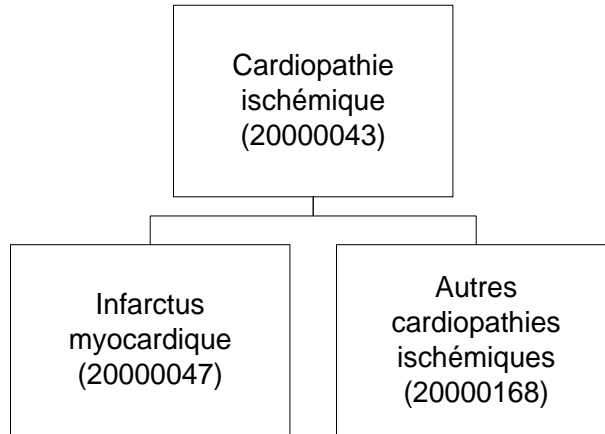 Cardiopathie
ischémique
(20000043)
Infarctus
myocardique
(20000047)
Autres
cardiopathies
ischémiques
(20000168)